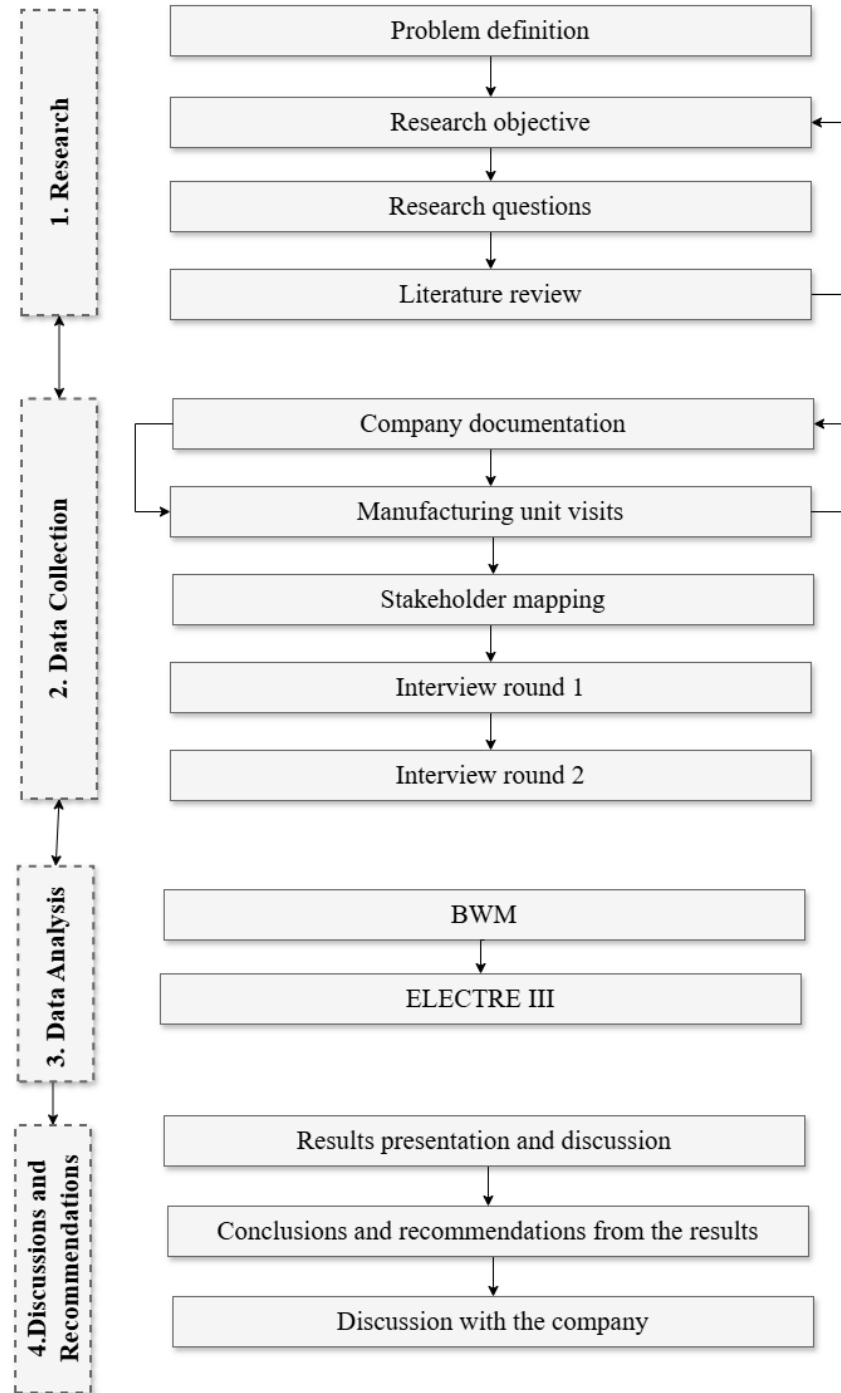 1. Research
Problem definition
Research objective
Research questions
Literature review
2. Data Collection
Company documentation
Manufacturing unit visits
Stakeholder mapping
Interview round 1
Interview round 2
3. Data Analysis
BWM
ELECTRE III
4.Discussions and
Recommendations
Results presentation and discussion
Conclusions and recommendations from the results
Discussion with the company